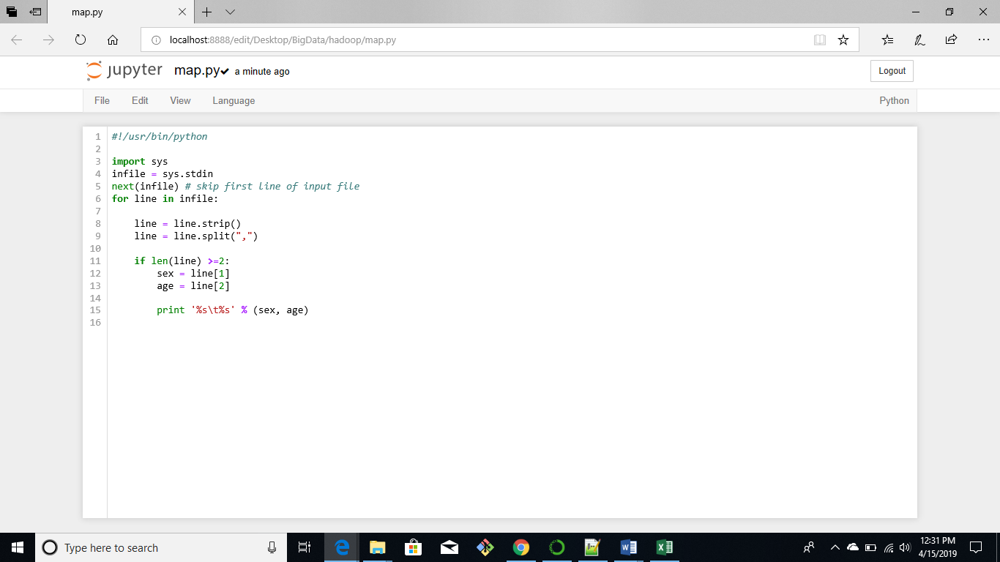 map.py
localhost:8888/edit/Desktop/BigData/hadoop/map.py
jupyter map.py a minute ago
Logout
File Edit View Language Python
1 #!/usr/bin/python
2
3 import sys
4 infile = sys.stdin
5 next(infile) # skip first line of input file
6 for line in infile:
7
8 line = line.strip()
9 line = line.split(",")
10
11 if len(line) >=2:
12 sex = line[1]
13 age = line[2]
14
15 print '%s\t%s' % (sex, age)
16
Type here to search
12:31 PM
4/15/2019